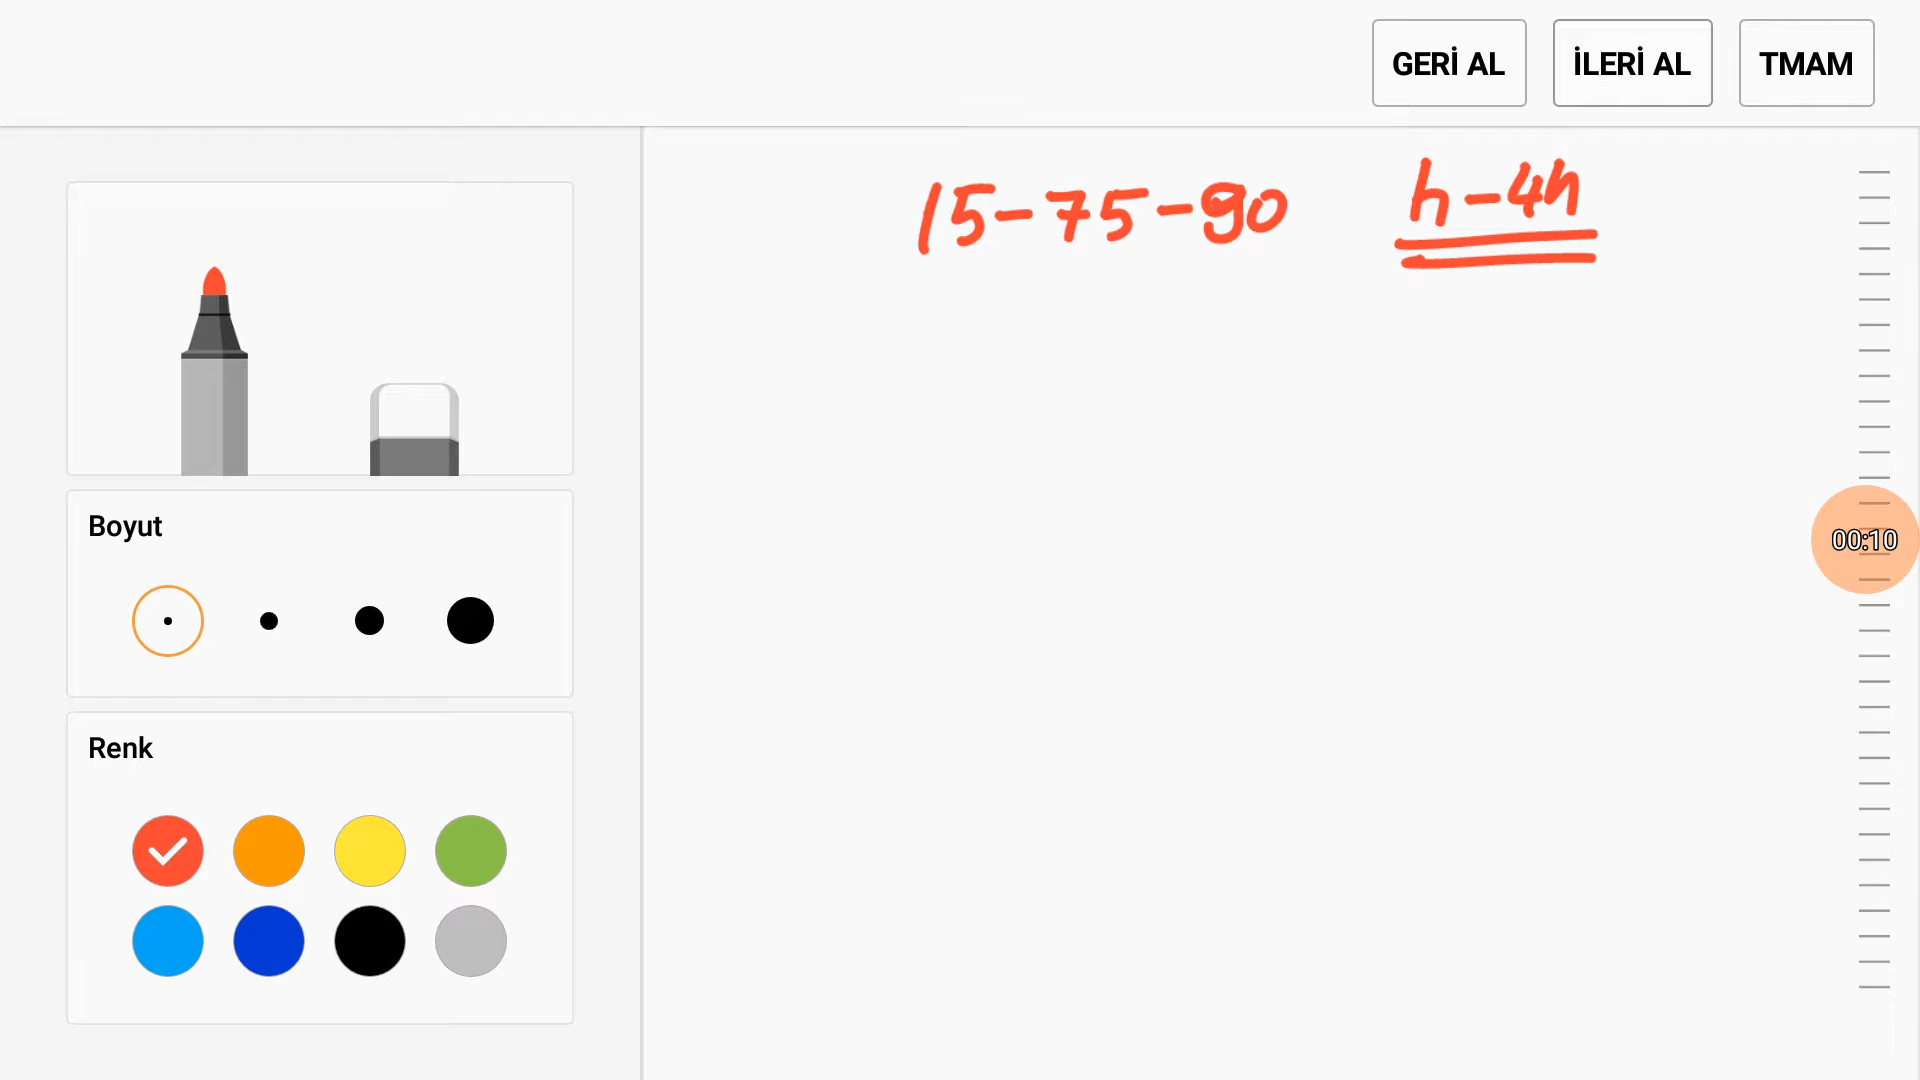 GERİ AL İLERİ AL TMAM
15-75-90 h-4h
Boyut
00:10
Renk